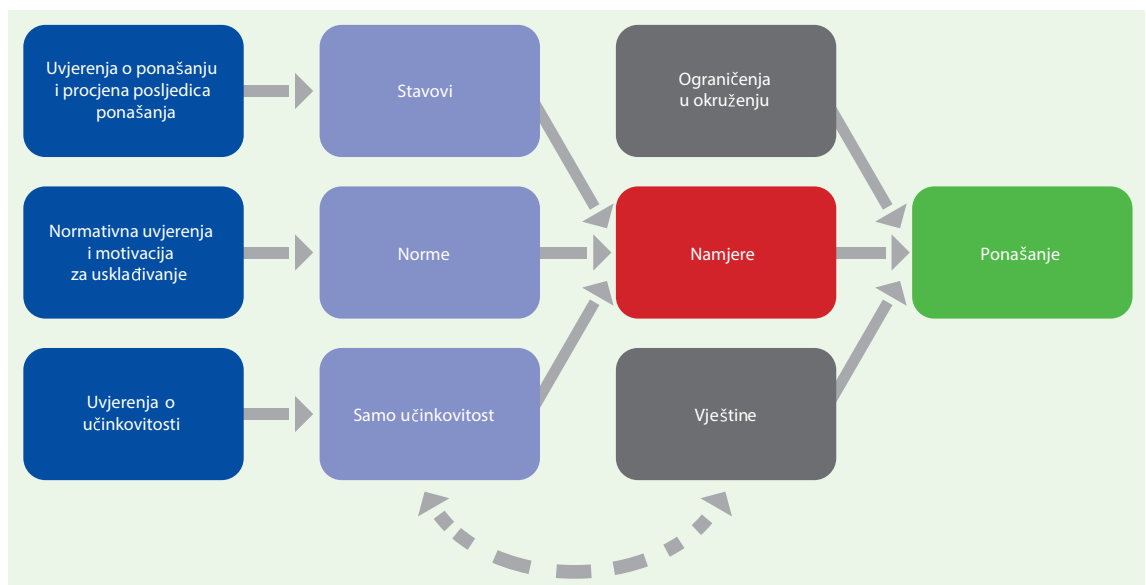 Uvjerenja o ponašanju
i procjena posljedica
ponašanja
Stavovi
Ograničenja
u okruženju
Normativna uvjerenja
i motivacija
za usklađivanje
Norme
Namjere
Ponašanje
Uvjerenja o
učinkovitosti
Samo učinkovitost
Vještine